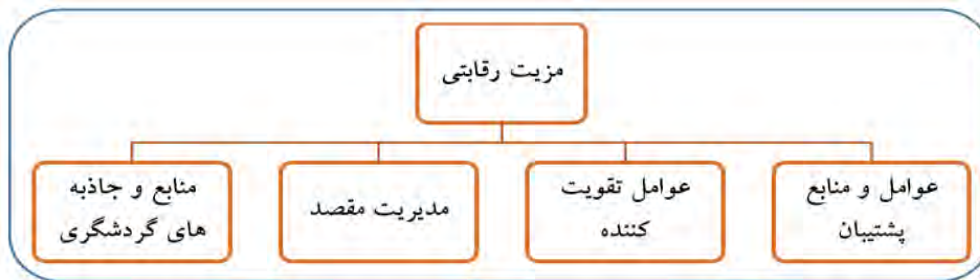 مزیت رقابتی
عوامل و منابع
پشتیبان
عوامل تقویت
کننده
مدیریت مقصد
منابع و جاذبه
های گردشگری